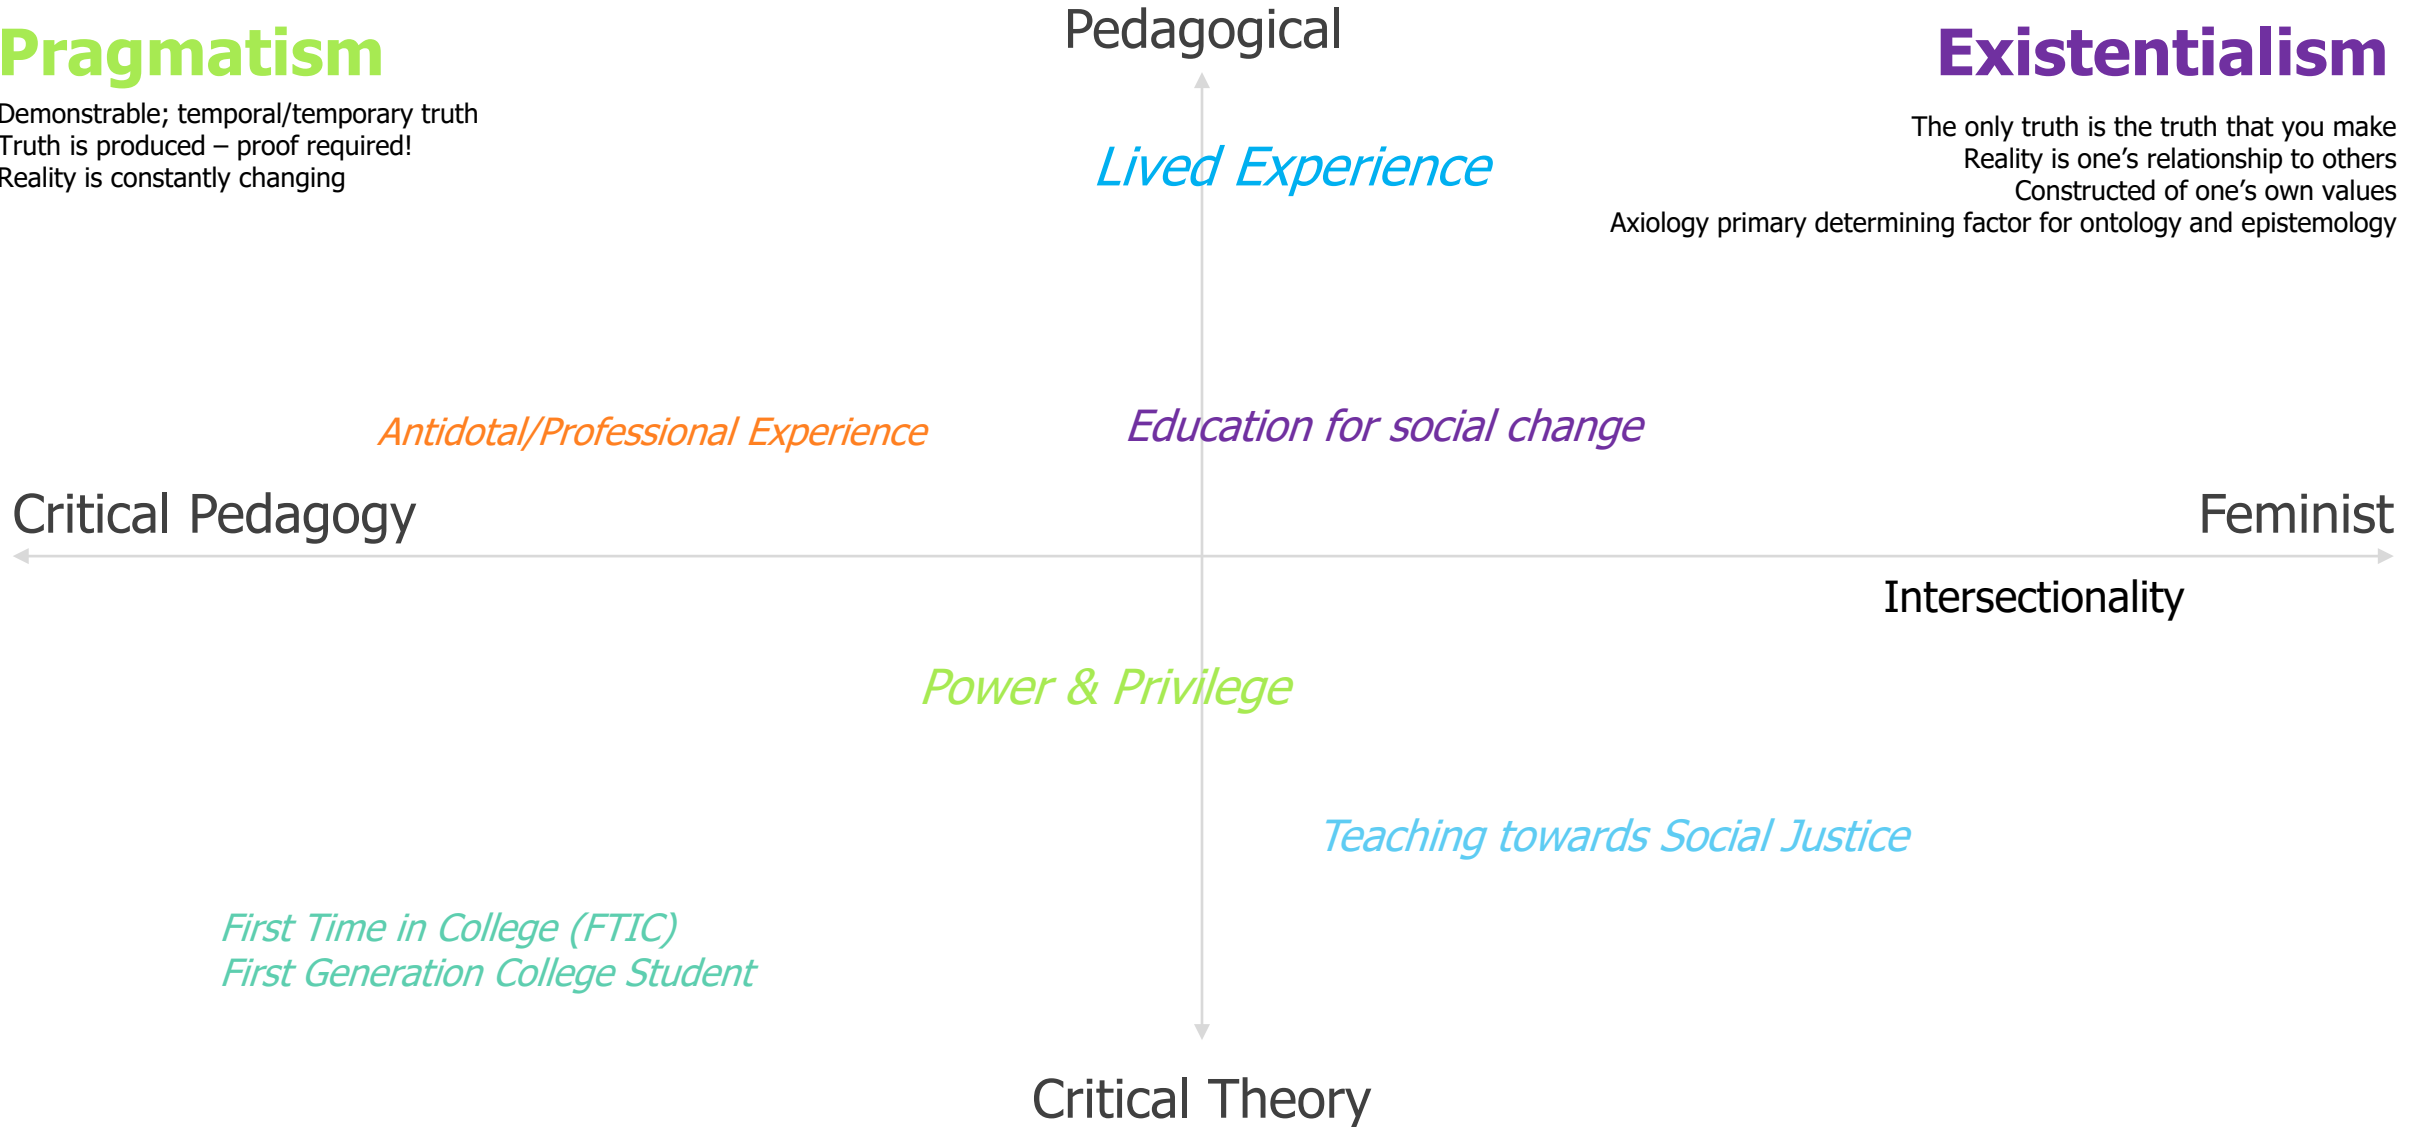 Pedagogical
Pragmatism
Existentialism
Demonstrable; temporal/temporary truth
Truth is produced – proof required!
Reality is constantly changing
The only truth is the truth that you make
Reality is one’s relationship to others
Constructed of one’s own values
Axiology primary determining factor for ontology and epistemology
Lived Experience
Antidotal/Professional Experience
Education for social change
Critical Pedagogy
Feminist
Intersectionality
Power & Privilege
Teaching towards Social Justice
First Time in College (FTIC)
First Generation College Student
Critical Theory